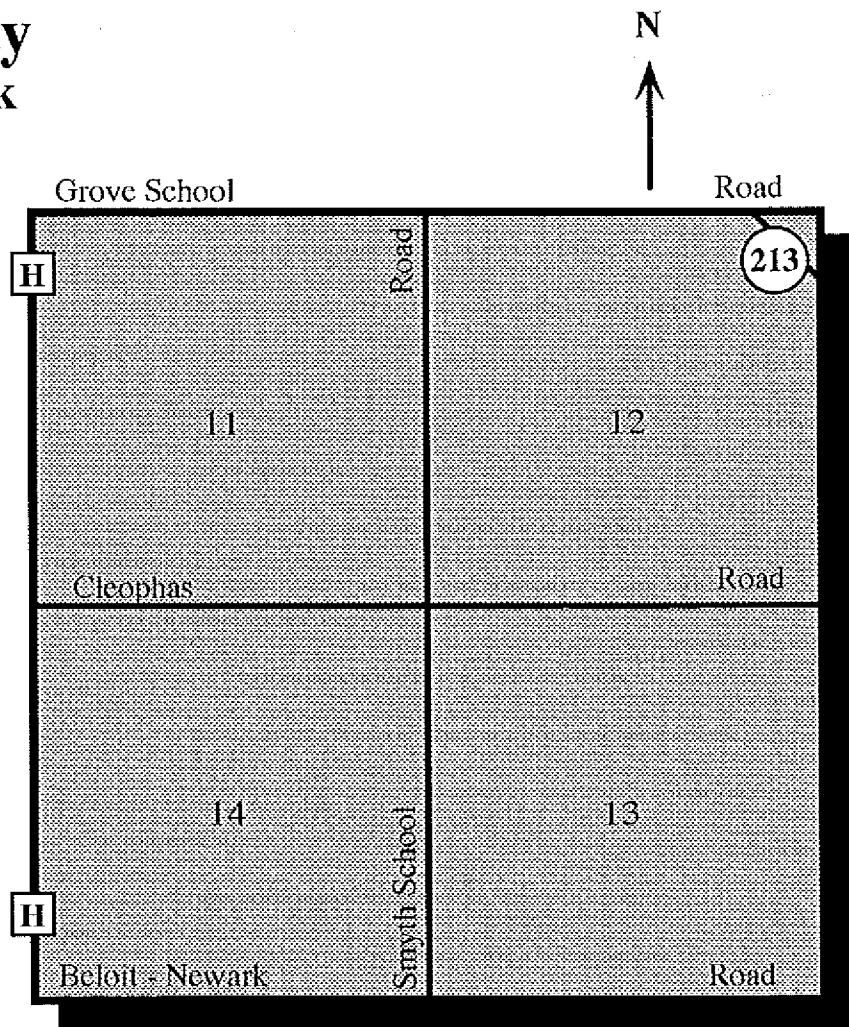 y
k
N
Grove School Road
H
Road
213
11
12
Cleophas Road
14
13
Smyth School
H
Beloit - Newark Road